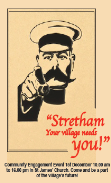 “Stretham
Your village needs
you!”
Community Engagement Event 1st December 10.00 am
to 16.00 pm in St James' Church. Come and be a part
of the village's future!